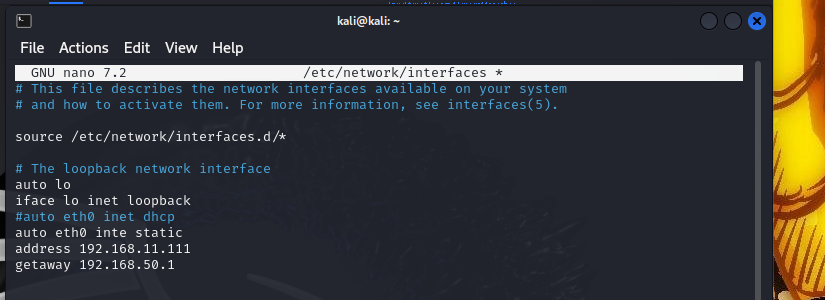 kali@kali: ~
File Actions Edit View Help
GNU nano 7.2 /etc/network/interfaces *
# This file describes the network interfaces available on your system
# and how to activate them. For more information, see interfaces(5).
source /etc/network/interfaces.d/*
# The loopback network interface
auto lo
iface lo inet loopback
#auto eth0 inet dhcp
auto eth0 inte static
address 192.168.11.111
getaway 192.168.50.1